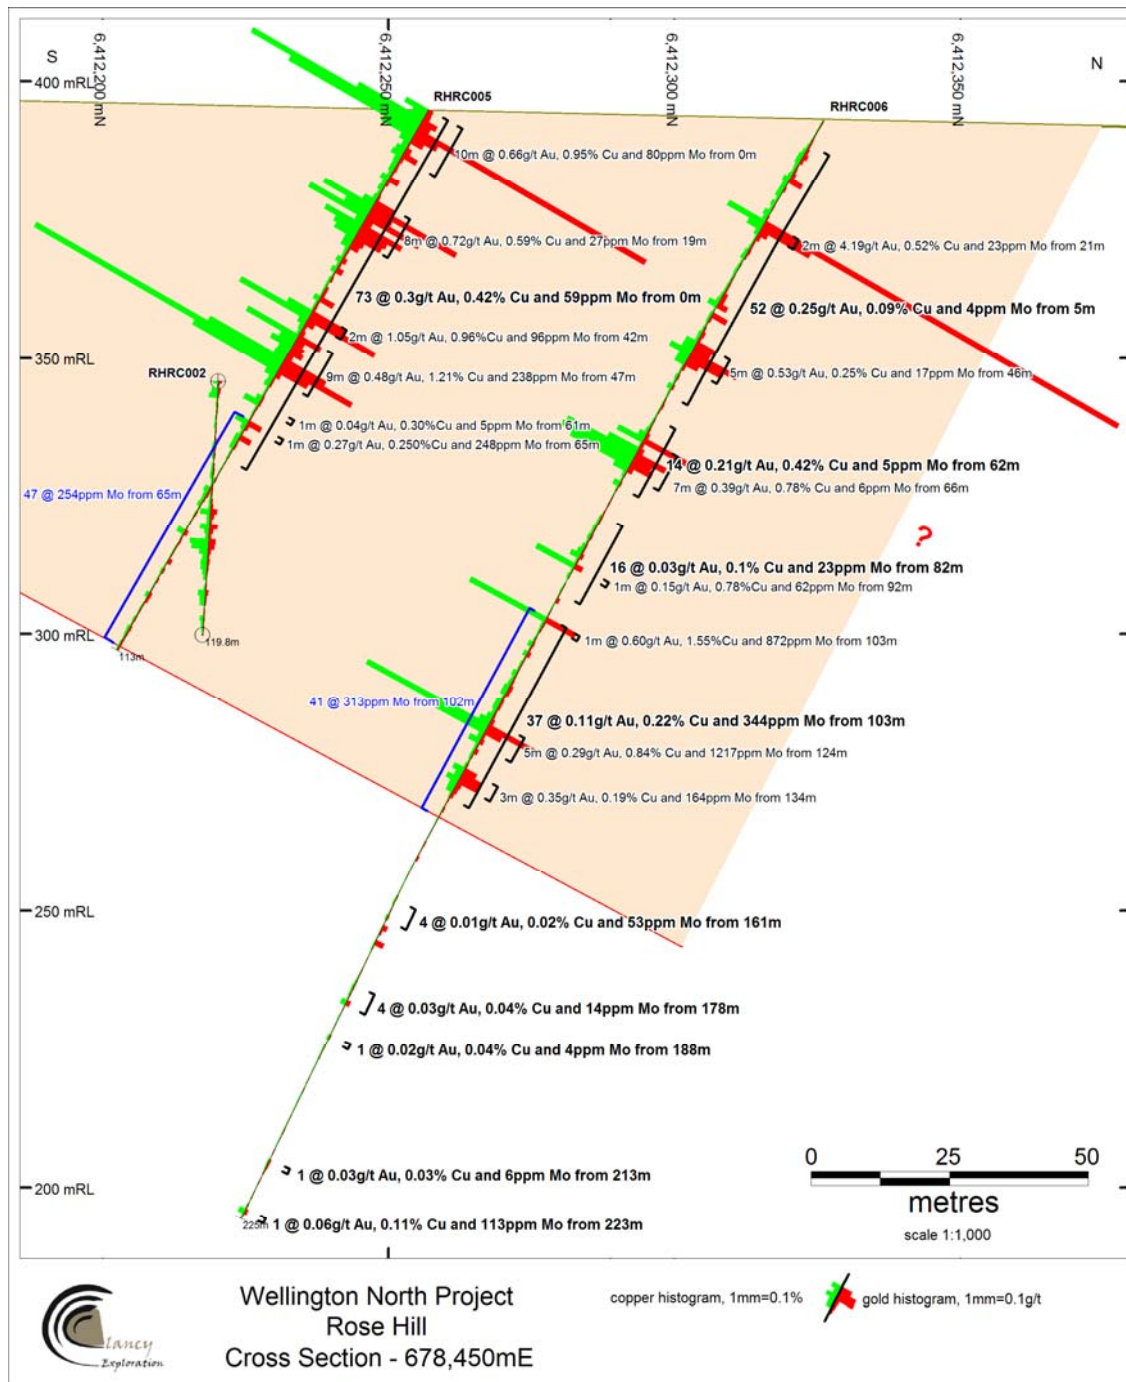 S
6,412,200 mN
6,412,250 mN
6,412,300 mN
6,412,350 mN
N
400 mRL
RHRC005
RHRC006
10m @ 0.66g/t Au, 0.95% Cu and 80ppm Mo from 0m
8m @ 0.72g/t Au, 0.59% Cu and 27ppm Mo from 19m
2m @ 4.19g/t Au, 0.52% Cu and 23ppm Mo from 21m
73 @ 0.3g/t Au, 0.42% Cu and 59ppm Mo from 0m
52 @ 0.25g/t Au, 0.09% Cu and 4ppm Mo from 5m
2m @ 1.05g/t Au, 0.96%Cu and 96ppm Mo from 42m
350 mRL
RHRC002
9m @ 0.48g/t Au, 1.21% Cu and 238ppm Mo from 47m
5m @ 0.53g/t Au, 0.25% Cu and 17ppm Mo from 46m
1m @ 0.04g/t Au, 0.30%Cu and 5ppm Mo from 61m
1m @ 0.27g/t Au, 0.250%Cu and 248ppm Mo from 65m
14 @ 0.21g/t Au, 0.42% Cu and 5ppm Mo from 62m
7m @ 0.39g/t Au, 0.78% Cu and 6ppm Mo from 66m
47 @ 254ppm Mo from 65m
?
16 @ 0.03g/t Au, 0.1% Cu and 23ppm Mo from 82m
1m @ 0.15g/t Au, 0.78%Cu and 62ppm Mo from 92m
300 mRL
119.8m
1m @ 0.60g/t Au, 1.55%Cu and 872ppm Mo from 103m
113m
41 @ 313ppm Mo from 102m
37 @ 0.11g/t Au, 0.22% Cu and 344ppm Mo from 103m
5m @ 0.29g/t Au, 0.84% Cu and 1217ppm Mo from 124m
3m @ 0.35g/t Au, 0.19% Cu and 164ppm Mo from 134m
250 mRL
4 @ 0.01g/t Au, 0.02% Cu and 53ppm Mo from 161m
4 @ 0.03g/t Au, 0.04% Cu and 14ppm Mo from 178m
1 @ 0.02g/t Au, 0.04% Cu and 4ppm Mo from 188m
200 mRL
1 @ 0.03g/t Au, 0.03% Cu and 6ppm Mo from 213m
225m
1 @ 0.06g/t Au, 0.11% Cu and 113ppm Mo from 223m
0 25 50
metres
scale 1:1,000
Wellington North Project
Rose Hill
Cross Section - 678,450mE
copper histogram, 1mm=0.1%
gold histogram, 1mm=0.1g/t
Clancy
Exploration